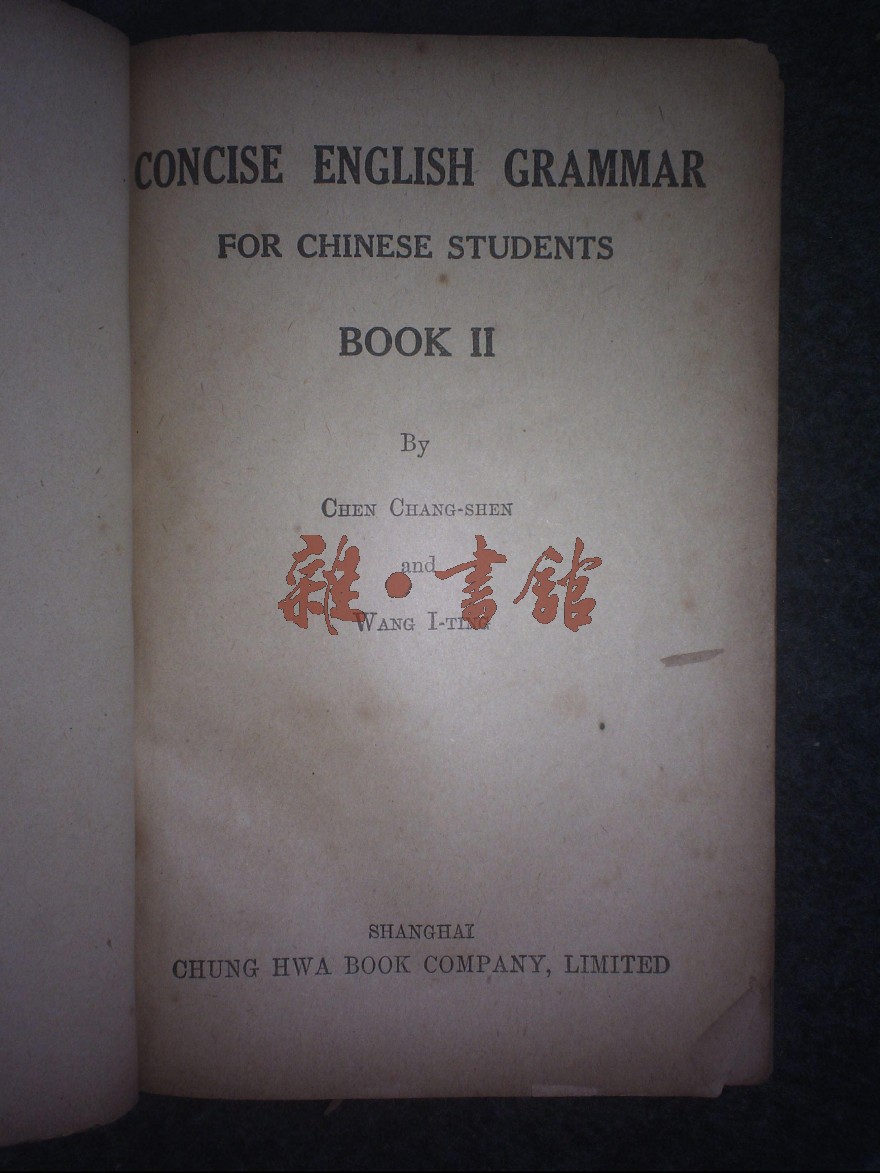 CONCISE ENGLISH GRAMMAR
FOR CHINESE STUDENTS
BOOK II
By
CHEN CHANG-SHEN
and
雜·書館
WANG I-TING
SHANGHAI
CHUNG HWA BOOK COMPANY, LIMITED